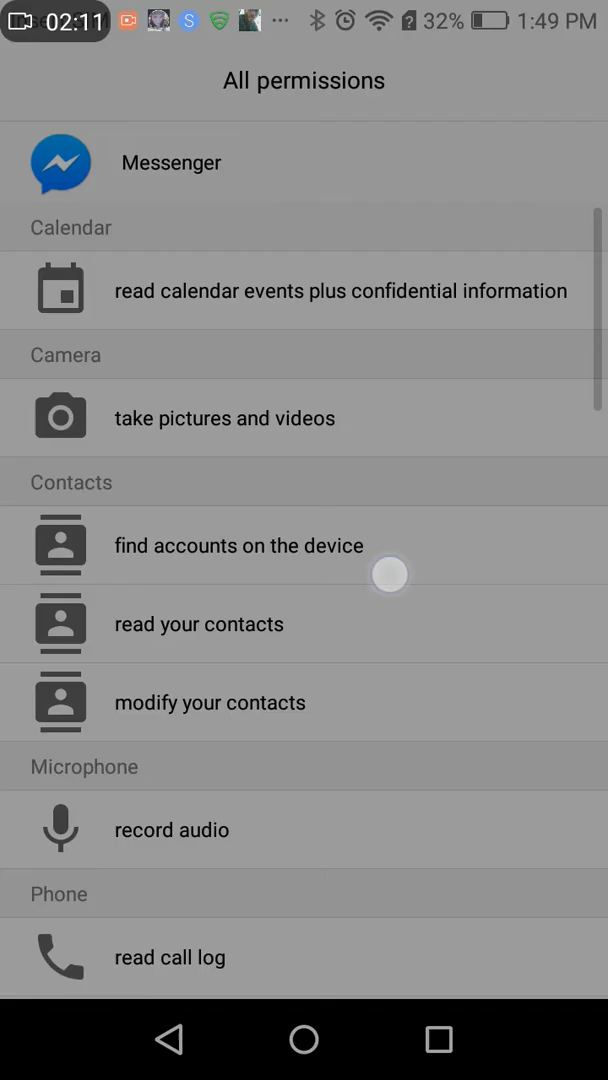 02:11 S ... 32% 1:49 PM
All permissions
Messenger
Calendar
read calendar events plus confidential information
Camera
take pictures and videos
Contacts
find accounts on the device
read your contacts
modify your contacts
Microphone
record audio
Phone
read call log